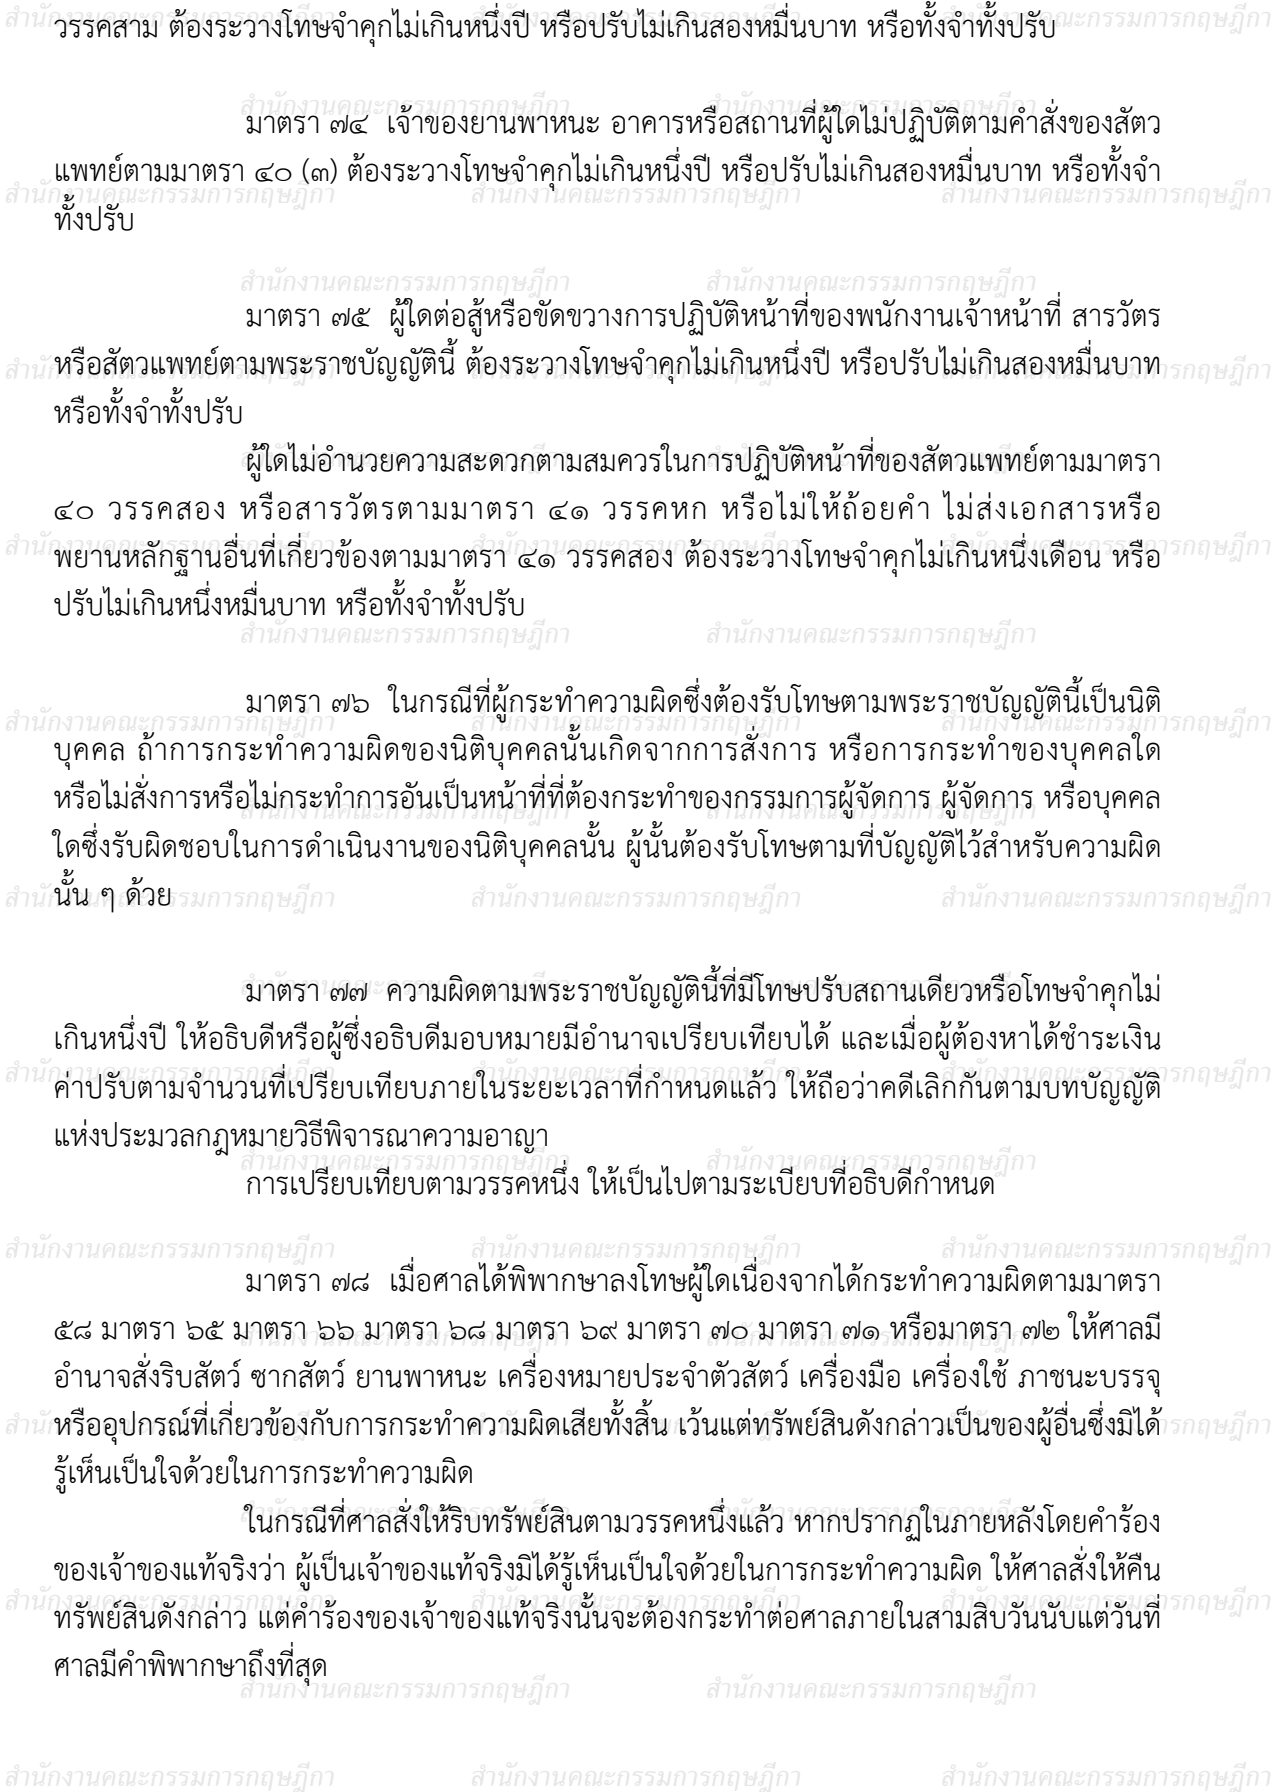 วรรคสาม ต้องระวางโทษจำคุกไม่เกินหนึ่งปี หรือปรับไม่เกินสองหมื่นบาท หรือทั้งจำทั้งปรับ
มาตรา ๗๔  เจ้าของยานพาหนะ อาคารหรือสถานที่ผู้ใดไม่ปฏิบัติตามคำสั่งของสัตว
แพทย์ตามมาตรา ๔๐ (๓) ต้องระวางโทษจำคุกไม่เกินหนึ่งปี หรือปรับไม่เกินสองหมื่นบาท หรือทั้งจำ
ทั้งปรับ
มาตรา ๗๕  ผู้ใดต่อสู้หรือขัดขวางการปฏิบัติหน้าที่ของพนักงานเจ้าหน้าที่ สารวัตร
หรือสัตวแพทย์ตามพระราชบัญญัตินี้ ต้องระวางโทษจำคุกไม่เกินหนึ่งปี หรือปรับไม่เกินสองหมื่นบาท
หรือทั้งจำทั้งปรับ
ผู้ใดไม่อำนวยความสะดวกตามสมควรในการปฏิบัติหน้าที่ของสัตวแพทย์ตามมาตรา
๔๐ วรรคสอง หรือสารวัตรตามมาตรา ๔๑ วรรคหก หรือไม่ให้ถ้อยคำ ไม่ส่งเอกสารหรือ
พยานหลักฐานอื่นที่เกี่ยวข้องตามมาตรา ๔๑ วรรคสอง ต้องระวางโทษจำคุกไม่เกินหนึ่งเดือน หรือ
ปรับไม่เกินหนึ่งหมื่นบาท หรือทั้งจำทั้งปรับ
มาตรา ๗๖  ในกรณีที่ผู้กระทำความผิดซึ่งต้องรับโทษตามพระราชบัญญัตินี้เป็นนิติ
บุคคล ถ้าการกระทำความผิดของนิติบุคคลนั้นเกิดจากการสั่งการ หรือการกระทำของบุคคลใด
หรือไม่สั่งการหรือไม่กระทำการอันเป็นหน้าที่ที่ต้องกระทำของกรรมการผู้จัดการ ผู้จัดการ หรือบุคคล
ใดซึ่งรับผิดชอบในการดำเนินงานของนิติบุคคลนั้น ผู้นั้นต้องรับโทษตามที่บัญญัติไว้สำหรับความผิด
นั้น ๆ ด้วย
มาตรา ๗๗  ความผิดตามพระราชบัญญัตินี้ที่มีโทษปรับสถานเดียวหรือโทษจำคุกไม่
เกินหนึ่งปี ให้อธิบดีหรือผู้ซึ่งอธิบดีมอบหมายมีอำนาจเปรียบเทียบได้ และเมื่อผู้ต้องหาได้ชำระเงิน
ค่าปรับตามจำนวนที่เปรียบเทียบภายในระยะเวลาที่กำหนดแล้ว ให้ถือว่าคดีเลิกกันตามบทบัญญัติ
แห่งประมวลกฎหมายวิธีพิจารณาความอาญา
การเปรียบเทียบตามวรรคหนึ่ง ให้เป็นไปตามระเบียบที่อธิบดีกำหนด
มาตรา ๗๘  เมื่อศาลได้พิพากษาลงโทษผู้ใดเนื่องจากได้กระทำความผิดตามมาตรา
๕๘ มาตรา ๖๕ มาตรา ๖๖ มาตรา ๖๘ มาตรา ๖๙ มาตรา ๗๐ มาตรา ๗๑ หรือมาตรา ๗๒ ให้ศาลมี
อำนาจสั่งริบสัตว์ ซากสัตว์ ยานพาหนะ เครื่องหมายประจำตัวสัตว์ เครื่องมือ เครื่องใช้ ภาชนะบรรจุ
หรืออุปกรณ์ที่เกี่ยวข้องกับการกระทำความผิดเสียทั้งสิ้น เว้นแต่ทรัพย์สินดังกล่าวเป็นของผู้อื่นซึ่งมิได้
รู้เห็นเป็นใจด้วยในการกระทำความผิด
ในกรณีที่ศาลสั่งให้ริบทรัพย์สินตามวรรคหนึ่งแล้ว หากปรากฏในภายหลังโดยคำร้อง
ของเจ้าของแท้จริงว่า ผู้เป็นเจ้าของแท้จริงมิได้รู้เห็นเป็นใจด้วยในการกระทำความผิด ให้ศาลสั่งให้คืน
ทรัพย์สินดังกล่าว แต่คำร้องของเจ้าของแท้จริงนั้นจะต้องกระทำต่อศาลภายในสามสิบวันนับแต่วันที่
ศาลมีคำพิพากษาถึงที่สุด
สำนักงานคณะกรรมการกฤษฎีกา สำนักงานคณะกรรมการกฤษฎีกา สำนักงานคณะกรรมการกฤษฎีกา